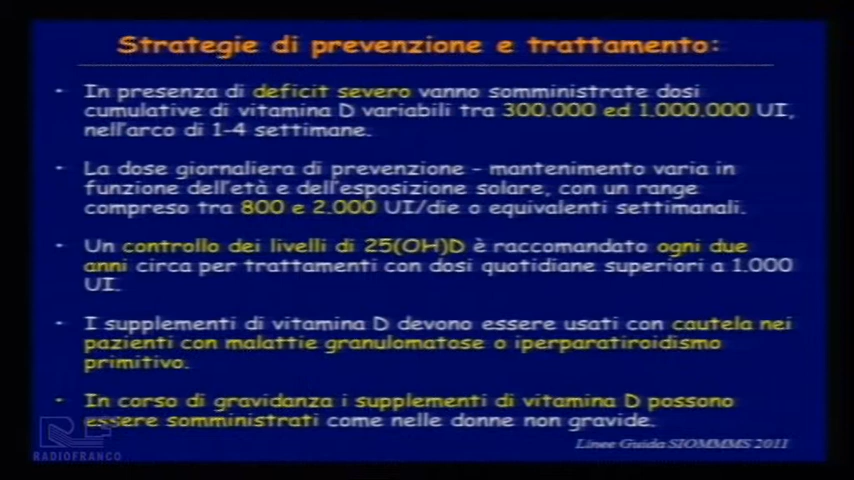 Strategie di prevenzione e trattamento:
- In presenza di deficit severo vanno somministrate dosi
cumulative di vitamina D variabili tra 300.000 ed 1.000.000 UI,
nell'arco di 1-4 settimane.
- La dose giornaliera di prevenzione - mantenimento varia in
funzione dell'età e dell'esposizione solare, con un range
compreso tra 800 e 2.000 UI/die o equivalenti settimanali.
- Un controllo dei livelli di 25(OH)D è raccomandato ogni due
anni circa per trattamenti con dosi quotidiane superiori a 1.000
UI.
- I supplementi di vitamina D devono essere usati con cautela nei
pazienti con malattie granulomatose o iperparatiroidismo
primitivo.
- In corso di gravidanza i supplementi di vitamina D possono
essere somministrati come nelle donne non gravide.
Linee Guida SIOMMMS 2011
RF
RADIOFRANCO